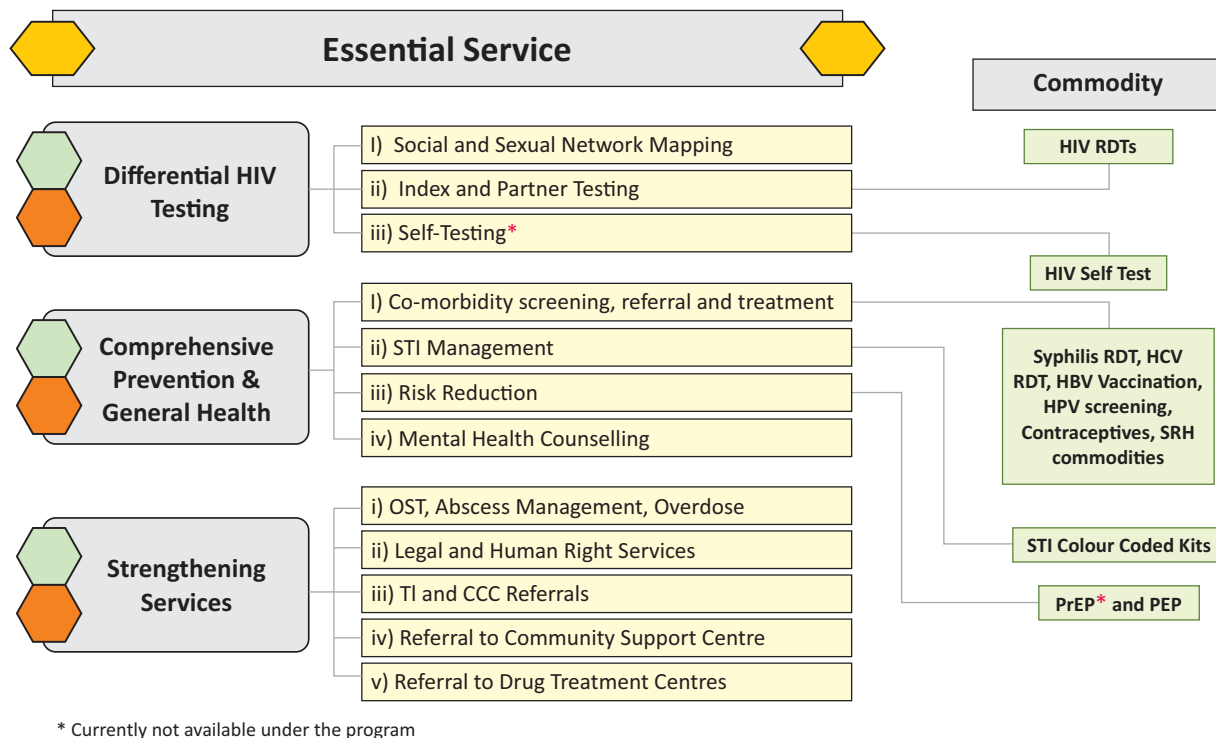 Essential Service
Commodity
Differential HIV
Testing
I) Social and Sexual Network Mapping
ii) Index and Partner Testing
iii) Self-Testing*
HIV RDTs
HIV Self Test
Comprehensive
Prevention &
General Health
I) Co-morbidity screening, referral and treatment
ii) STI Management
iii) Risk Reduction
iv) Mental Health Counselling
Syphilis RDT, HCV
RDT, HBV Vaccination,
HPV screening,
Contraceptives, SRH
commodities
STI Colour Coded Kits
PrEP* and PEP
Strengthening
Services
i) OST, Abscess Management, Overdose
ii) Legal and Human Right Services
iii) Tl and CCC Referrals
iv) Referral to Community Support Centre
v) Referral to Drug Treatment Centres
* Currently not available under the program